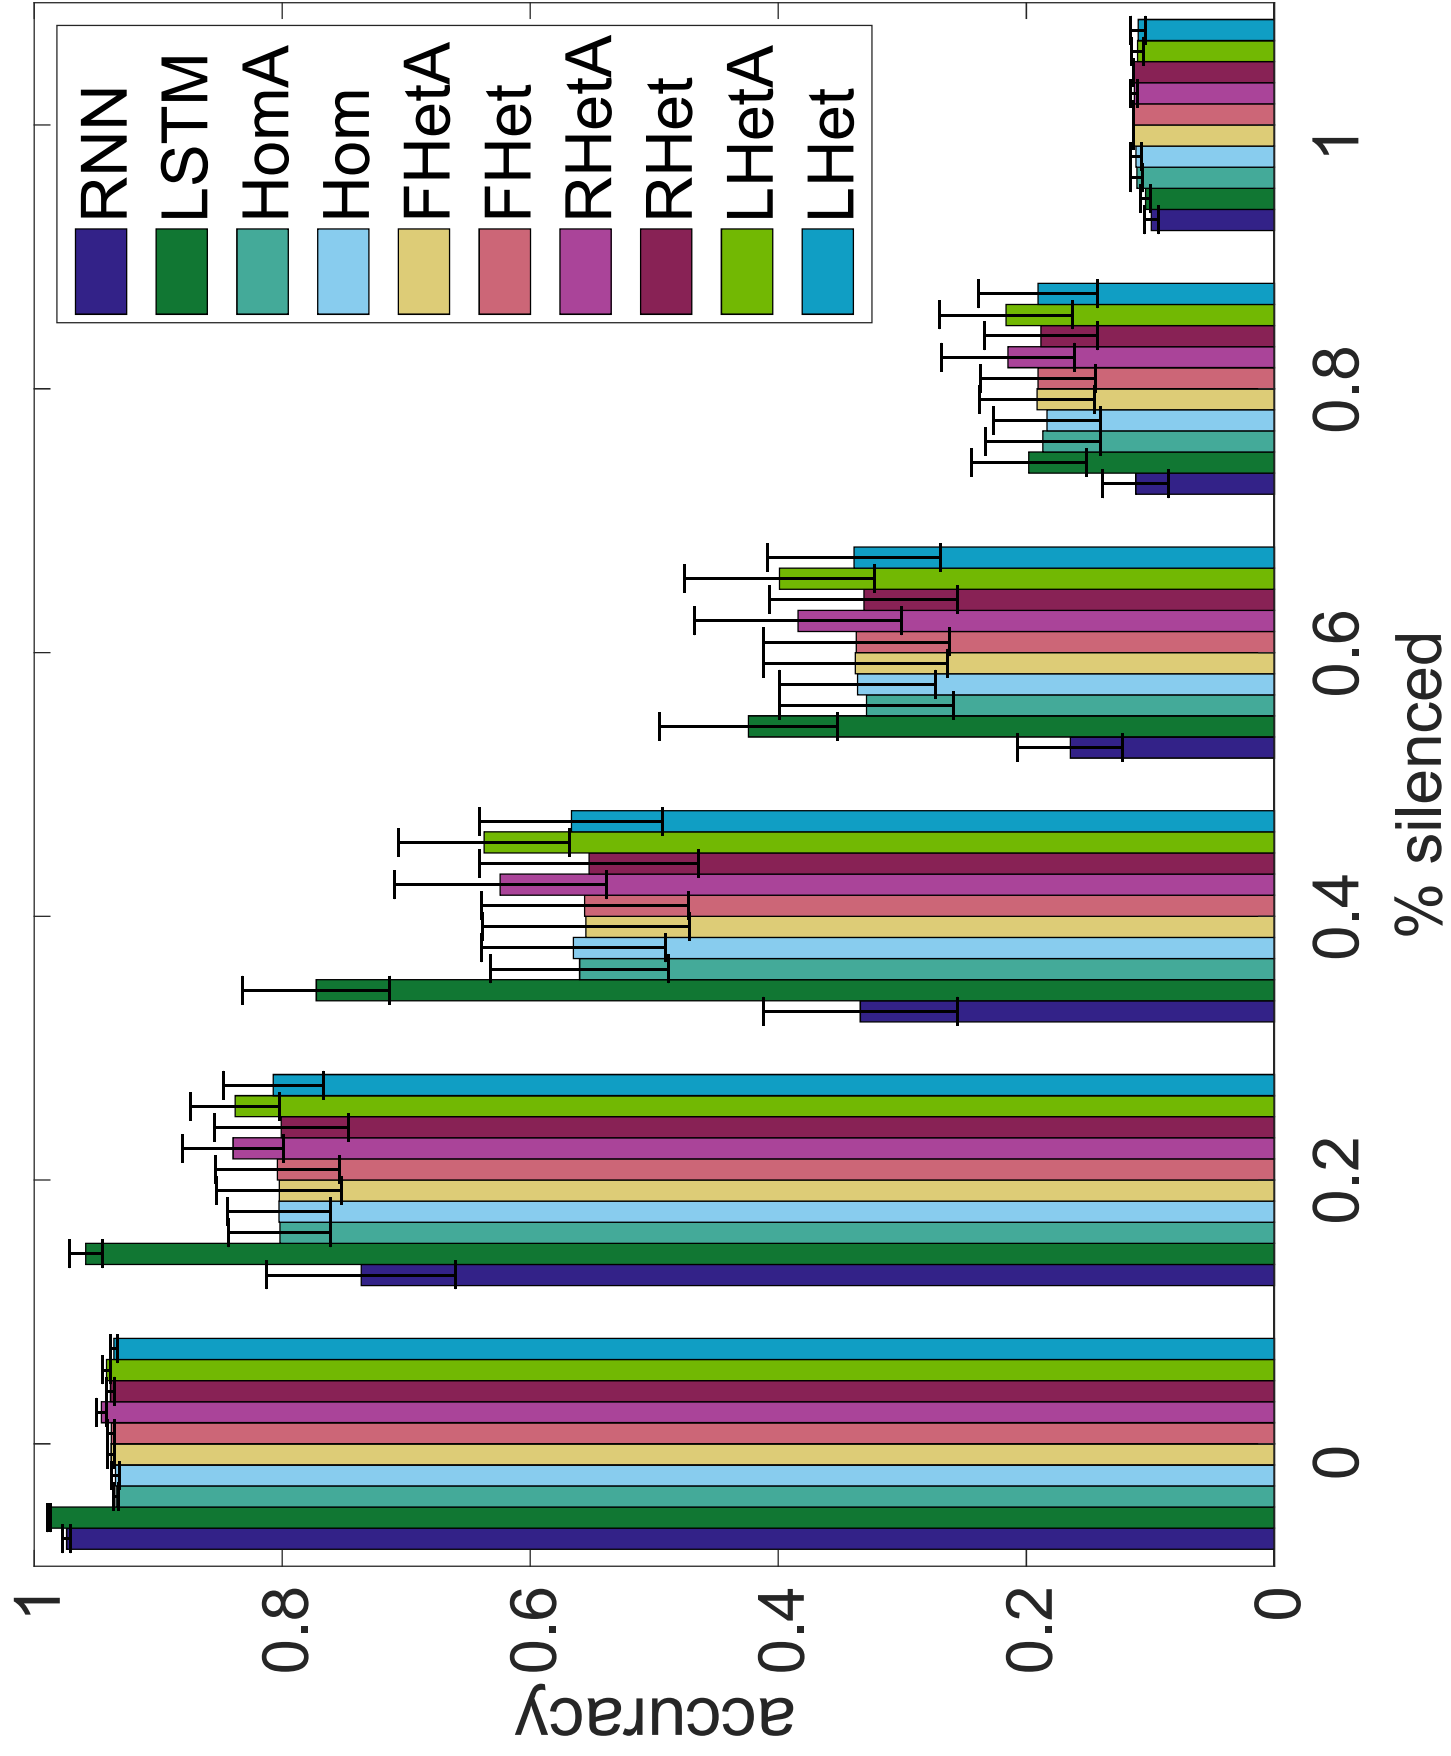 1
0.8
0.6
0.4
0.2
0
accuracy
0
0.2
0.4
0.6
0.8
1
% silenced
RNN
LSTM
HomA
Hom
FHetA
FHet
RHetA
RHet
LHetA
LHet